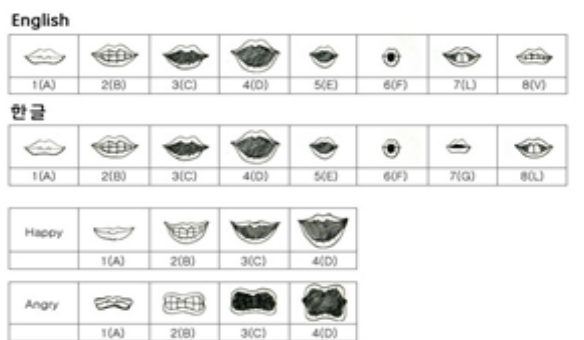 English
1(A) 2(B) 3(C) 4(D) 5(E) 6(F) 7(L) 8(V)
한글
1(A) 2(B) 3(C) 4(D) 5(E) 6(F) 7(G) 8(L)
Happy
1(A) 2(B) 3(C) 4(D)
Angry
1(A) 2(B) 3(C) 4(D)